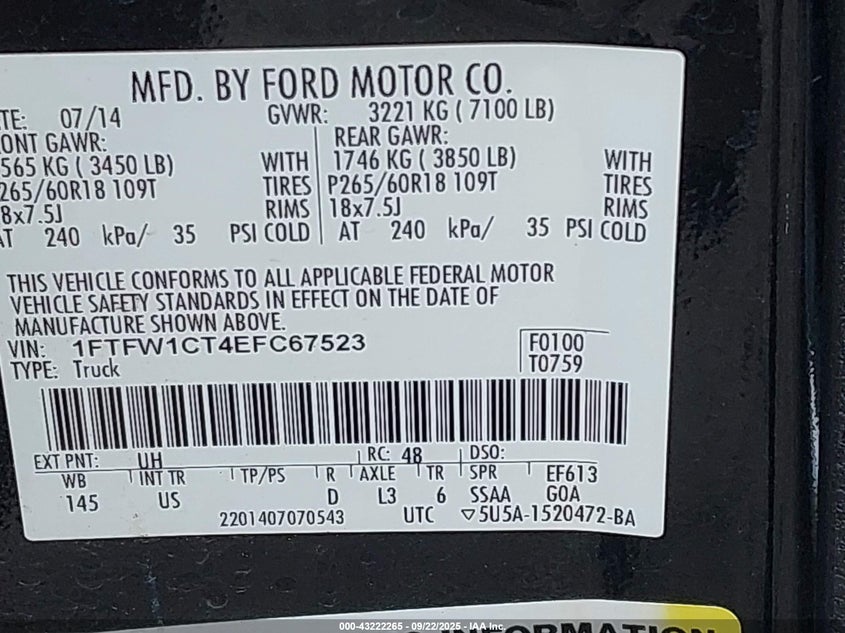 MFD. BY FORD MOTOR CO.
TE: 07/14 GVWR: 3221 KG ( 7100 LB)
ONT GAWR: REAR GAWR:
565 KG ( 3450 LB) WITH 1746 KG ( 3850 LB) WITH
265/60R18 109T TIRES P265/60R18 109T TIRES
8x7.5J RIMS 18x7.5J RIMS
AT 240 kPa/ 35 PSI COLD AT 240 kPa/ 35 PSI COLD
THIS VEHICLE CONFORMS TO ALL APPLICABLE FEDERAL MOTOR
VEHICLE SAFETY STANDARDS IN EFFECT ON THE DATE OF
MANUFACTURE SHOWN ABOVE.
VIN: 1FTFW1CT4EFC67523 F0100
TYPE: Truck T0759
EXT PNT: UH RC: 48 DSO:
WB INT TR TP/PS R AXLE TR SPR EF613
145 US D L3 6 SSAA GOA
2201407070543 UTC ▽5U5A-1520472-BA
INFORMATION
000-43222265 - 09/22/2025 - IAA Inc.